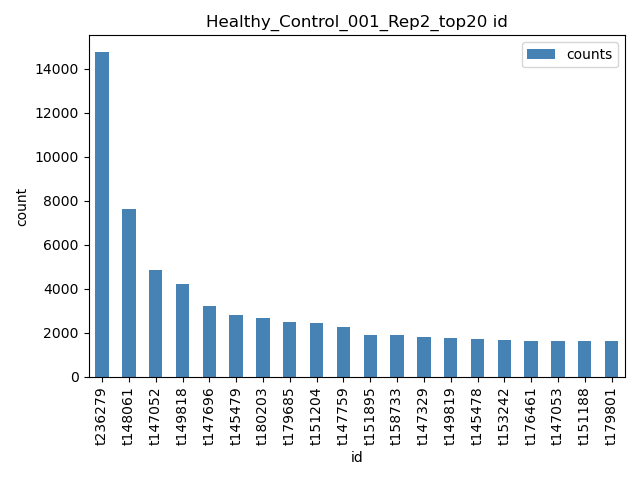 Healthy_Control_001_Rep2_top20 id
counts
14000
12000
10000
8000
6000
4000
2000
0
count
t236279
t148061
t147052
t149818
t147696
t145479
t180203
t179685
t151204
t147759
t151895
t158733
t147329
t149819
t145478
t153242
t176461
t147053
t151188
t179801
id